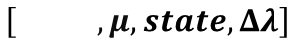 [ , μ, state, Δλ]